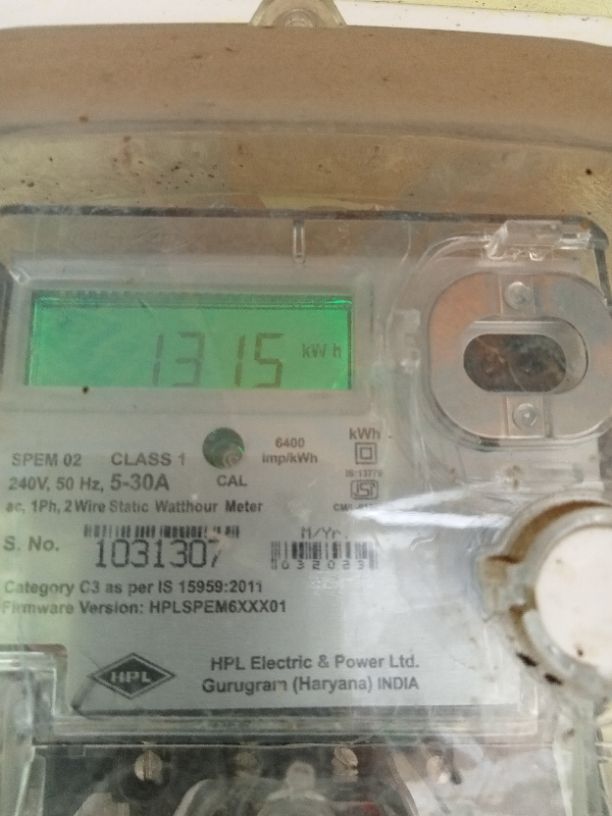 1315 kWh
6400
imp/kWh
kWh
SPEM 02 CLASS 1
CAL
240V, 50 Hz, 5-30A
ac, 1Ph, 2 Wire Static Watthour Meter
M/Yr.
S. No. 1031307
032023
Category C3 as per IS 15959:2011
Firmware Version: HPLSPEM6XXX01
HPL
HPL Electric & Power Ltd.
Gurugram (Haryana) INDIA